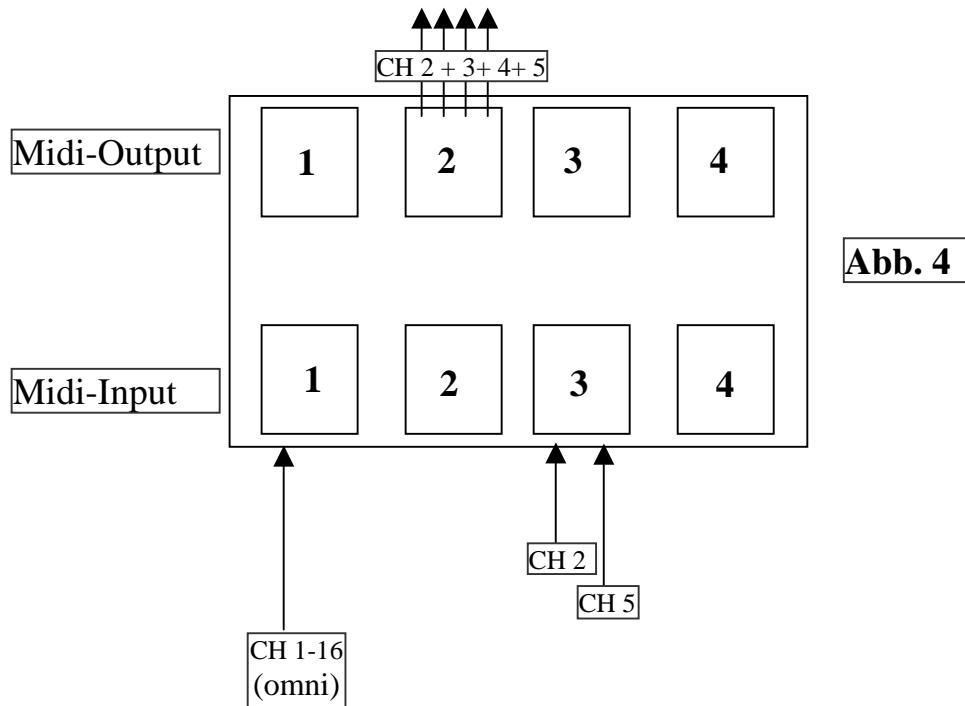 CH 2 + 3+ 4+ 5
Midi-Output
1 2 3 4
Abb. 4
Midi-Input
1 2 3 4
CH 2
CH 5
CH 1-16
(omni)